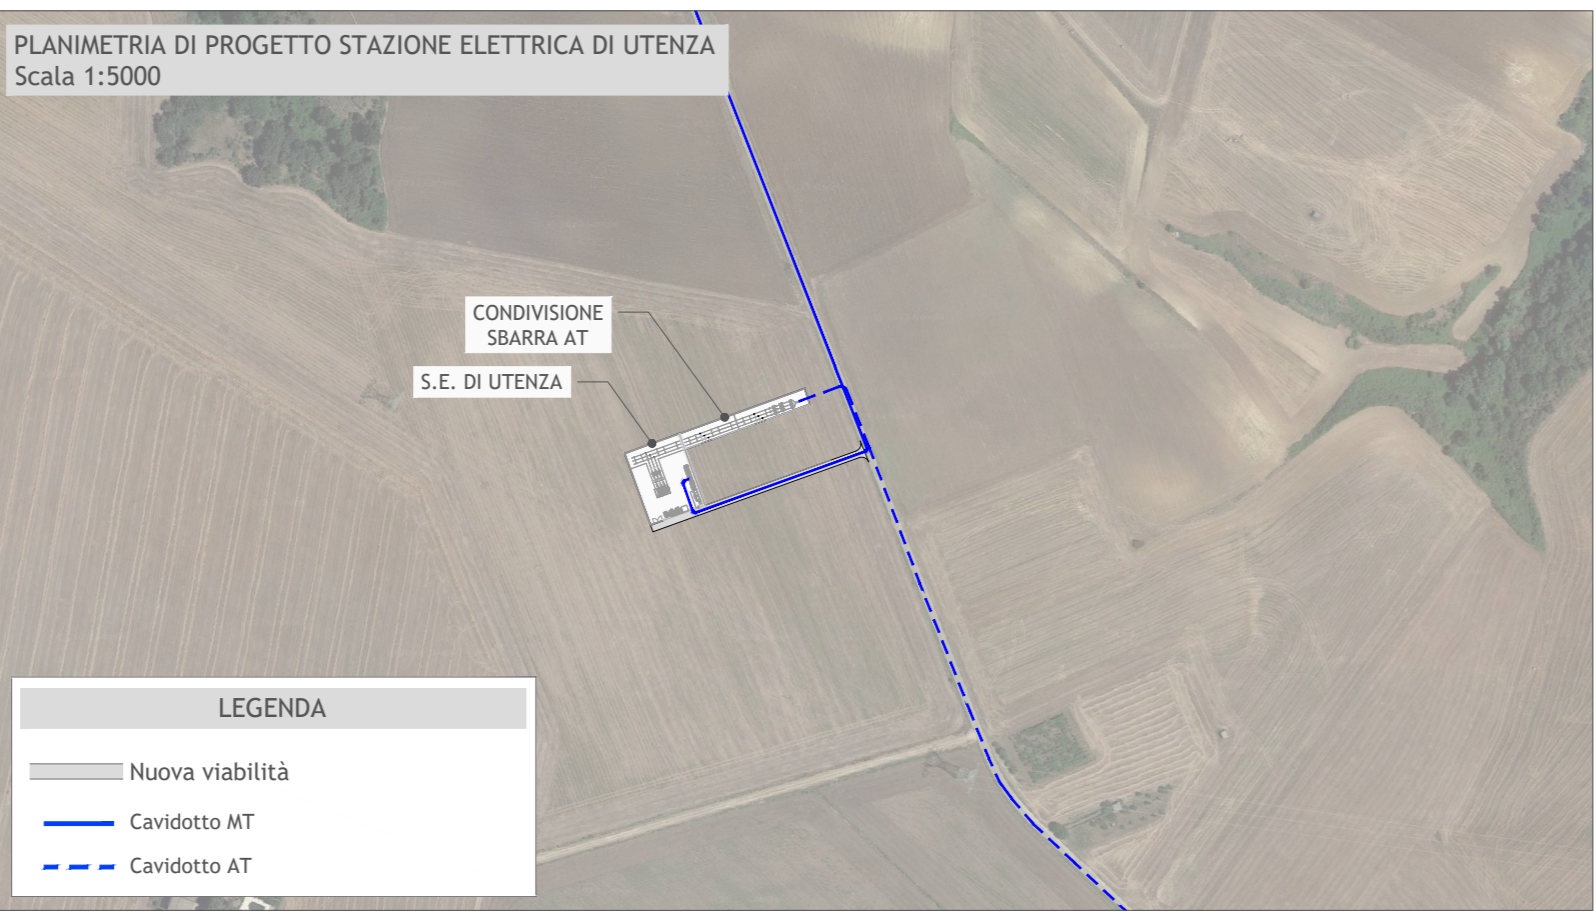 PLANIMETRIA DI PROGETTO STAZIONE ELETTRICA DI UTENZA
Scala 1:5000
CONDIVISIONE
SBARRA AT
S.E. DI UTENZA
LEGENDA
Nuova viabilità
Cavidotto MT
Cavidotto AT